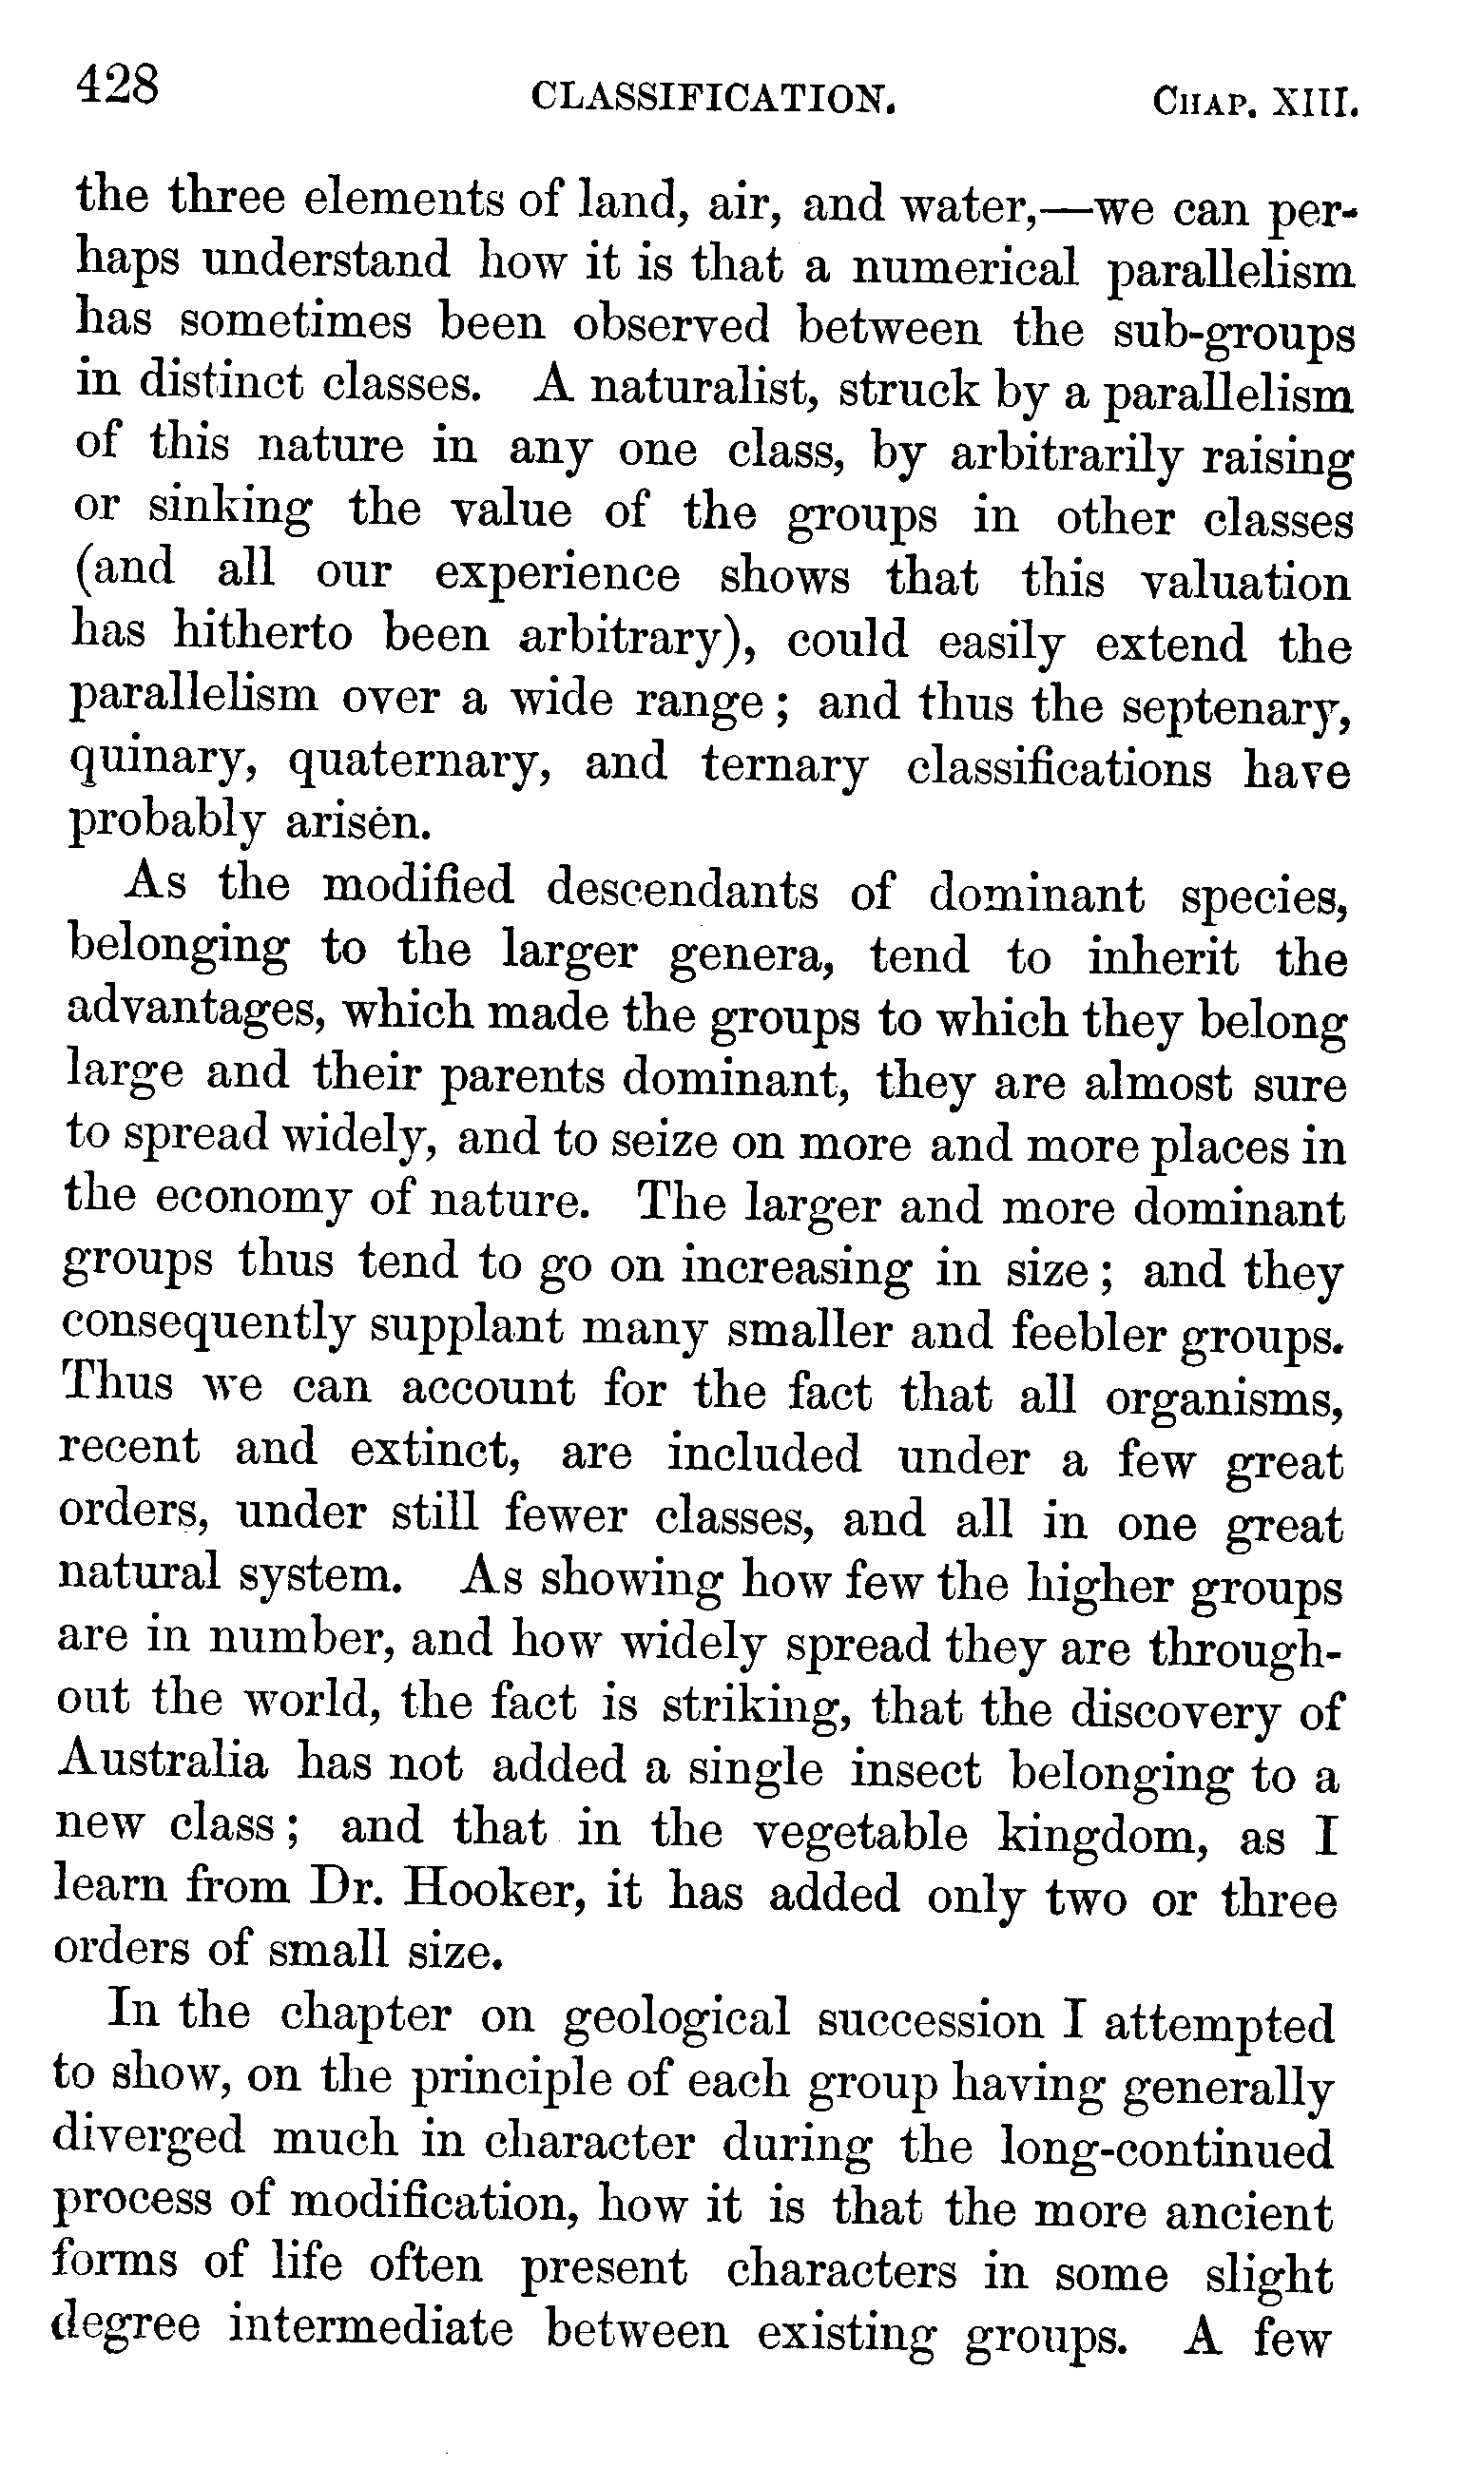 428 CLASSIFICATION. CHAP. XIII.
the three elements of land, air, and water,—we can per-
haps understand how it is that a numerical parallelism
has sometimes been observed between the sub-groups
in distinct classes. A naturalist, struck by a parallelism
of this nature in any one class, by arbitrarily raising
or sinking the value of the groups in other classes
(and all our experience shows that this valuation
has hitherto been arbitrary), could easily extend the
parallelism over a wide range; and thus the septenary,
quinary, quaternary, and ternary classifications have
probably arisen.
As the modified descendants of dominant species,
belonging to the larger genera, tend to inherit the
advantages, which made the groups to which they belong
large and their parents dominant, they are almost sure
to spread widely, and to seize on more and more places in
the economy of nature. The larger and more dominant
groups thus tend to go on increasing in size; and they
consequently supplant many smaller and feebler groups.
Thus we can account for the fact that all organisms,
recent and extinct, are included under a few great
orders, under still fewer classes, and all in one great
natural system. As showing how few the higher groups
are in number, and how widely spread they are through-
out the world, the fact is striking, that the discovery of
Australia has not added a single insect belonging to a
new class; and that in the vegetable kingdom, as I
learn from Dr. Hooker, it has added only two or three
orders of small size.
In the chapter on geological succession I attempted
to show, on the principle of each group having generally
diverged much in character during the long-continued
process of modification, how it is that the more ancient
forms of life often present characters in some slight
degree intermediate between existing groups. A few